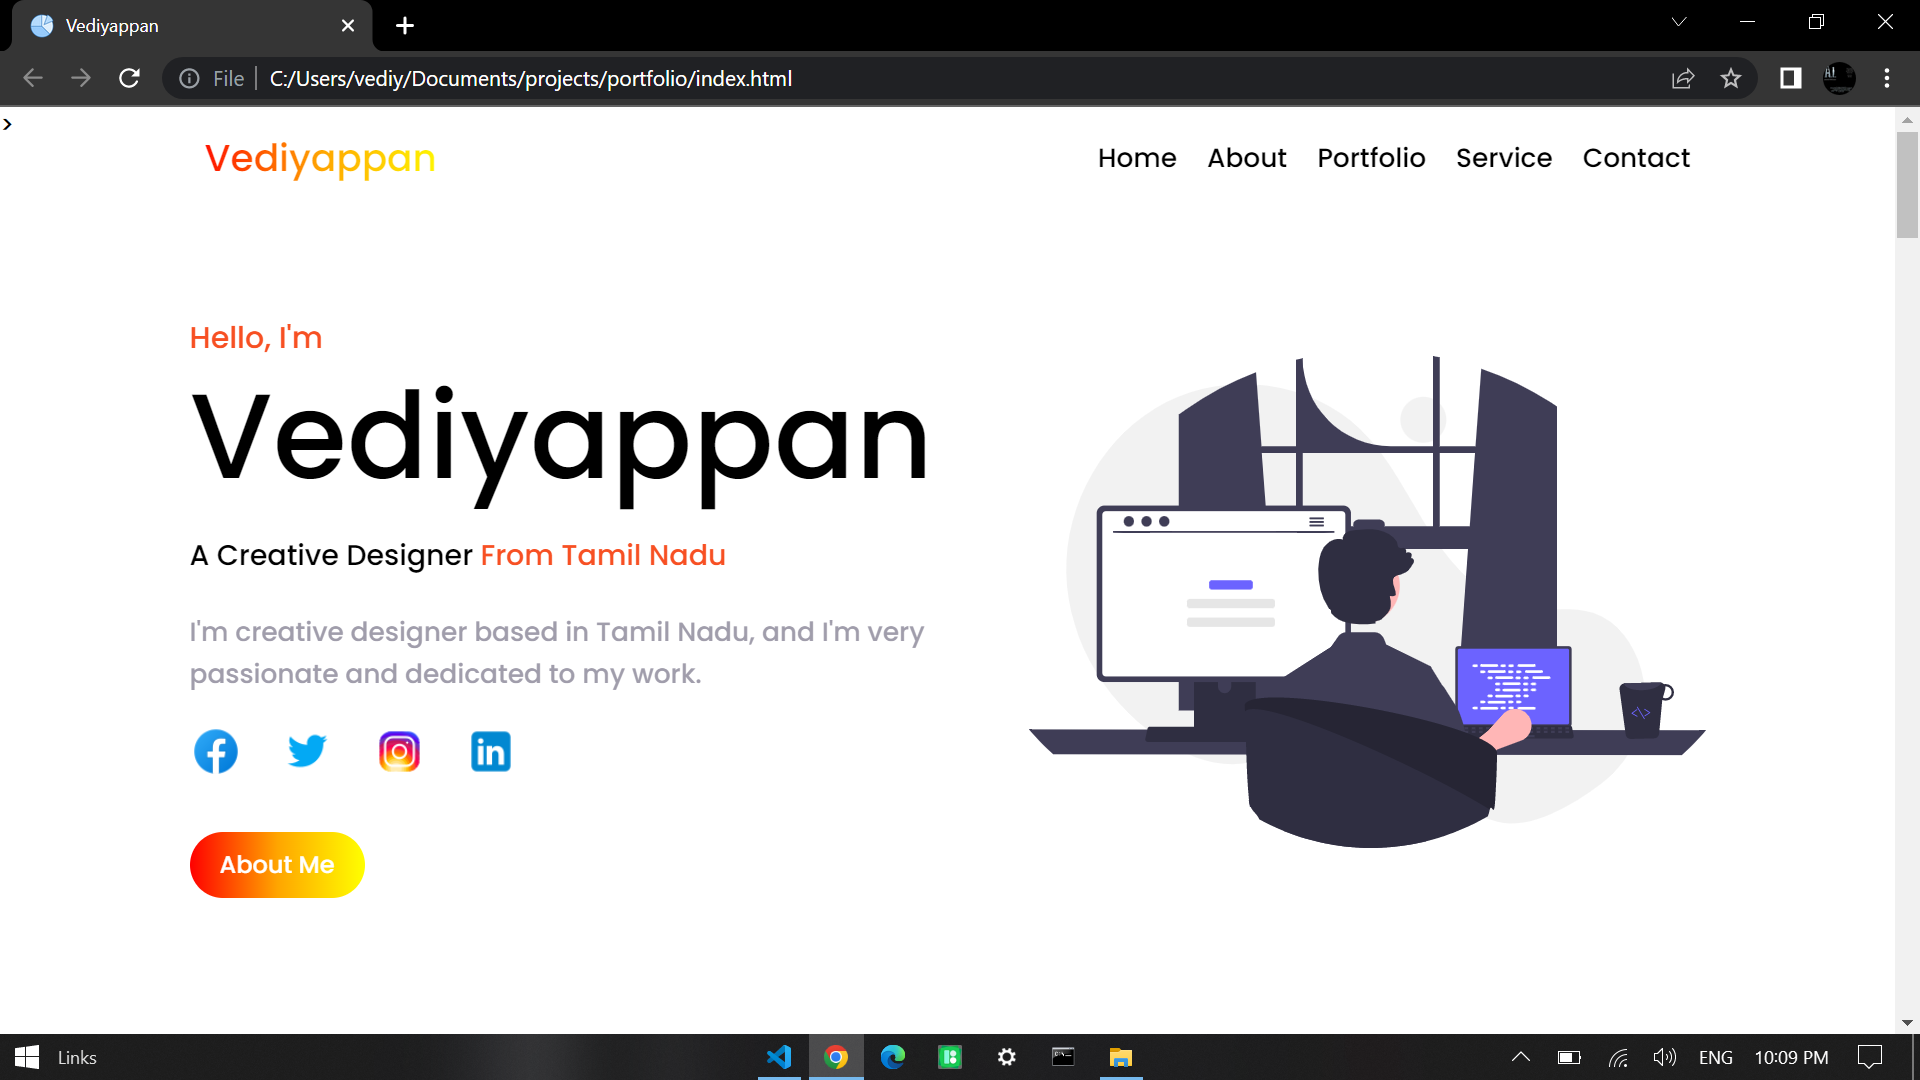 Vediyappan
File
C:/Users/vediy/Documents/projects/portfolio/index.html
>
Vediyappan
Home About Portfolio Service Contact
Hello, I'm
Vediyappan
A Creative Designer From Tamil Nadu
I'm creative designer based in Tamil Nadu, and I'm very
passionate and dedicated to my work.
About Me
Links
ENG
10:09 PM